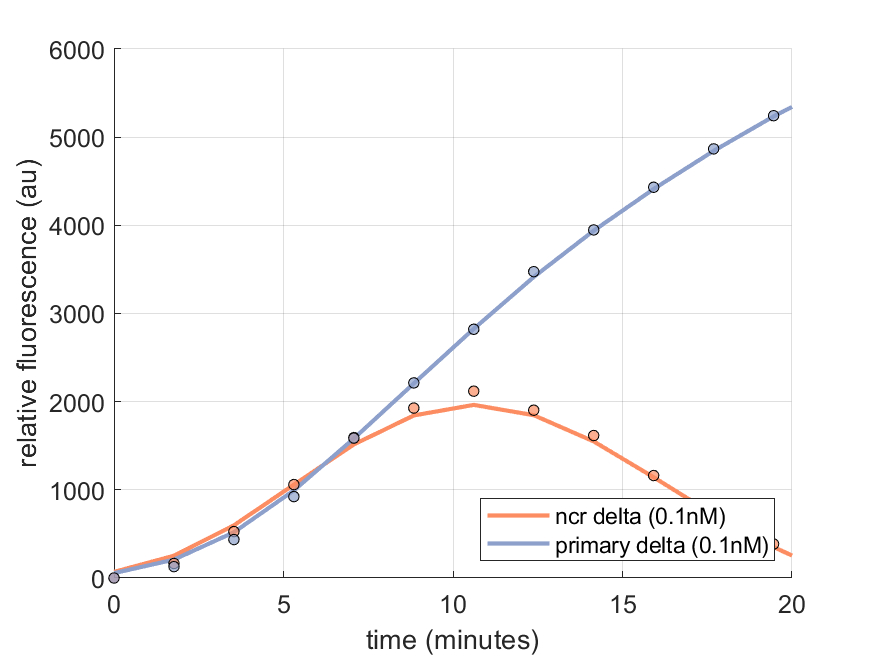 6000
5000
4000
3000
2000
1000
0
relative fluorescence (au)
ncr delta (0.1nM)
primary delta (0.1nM)
0 5 10 15 20
time (minutes)